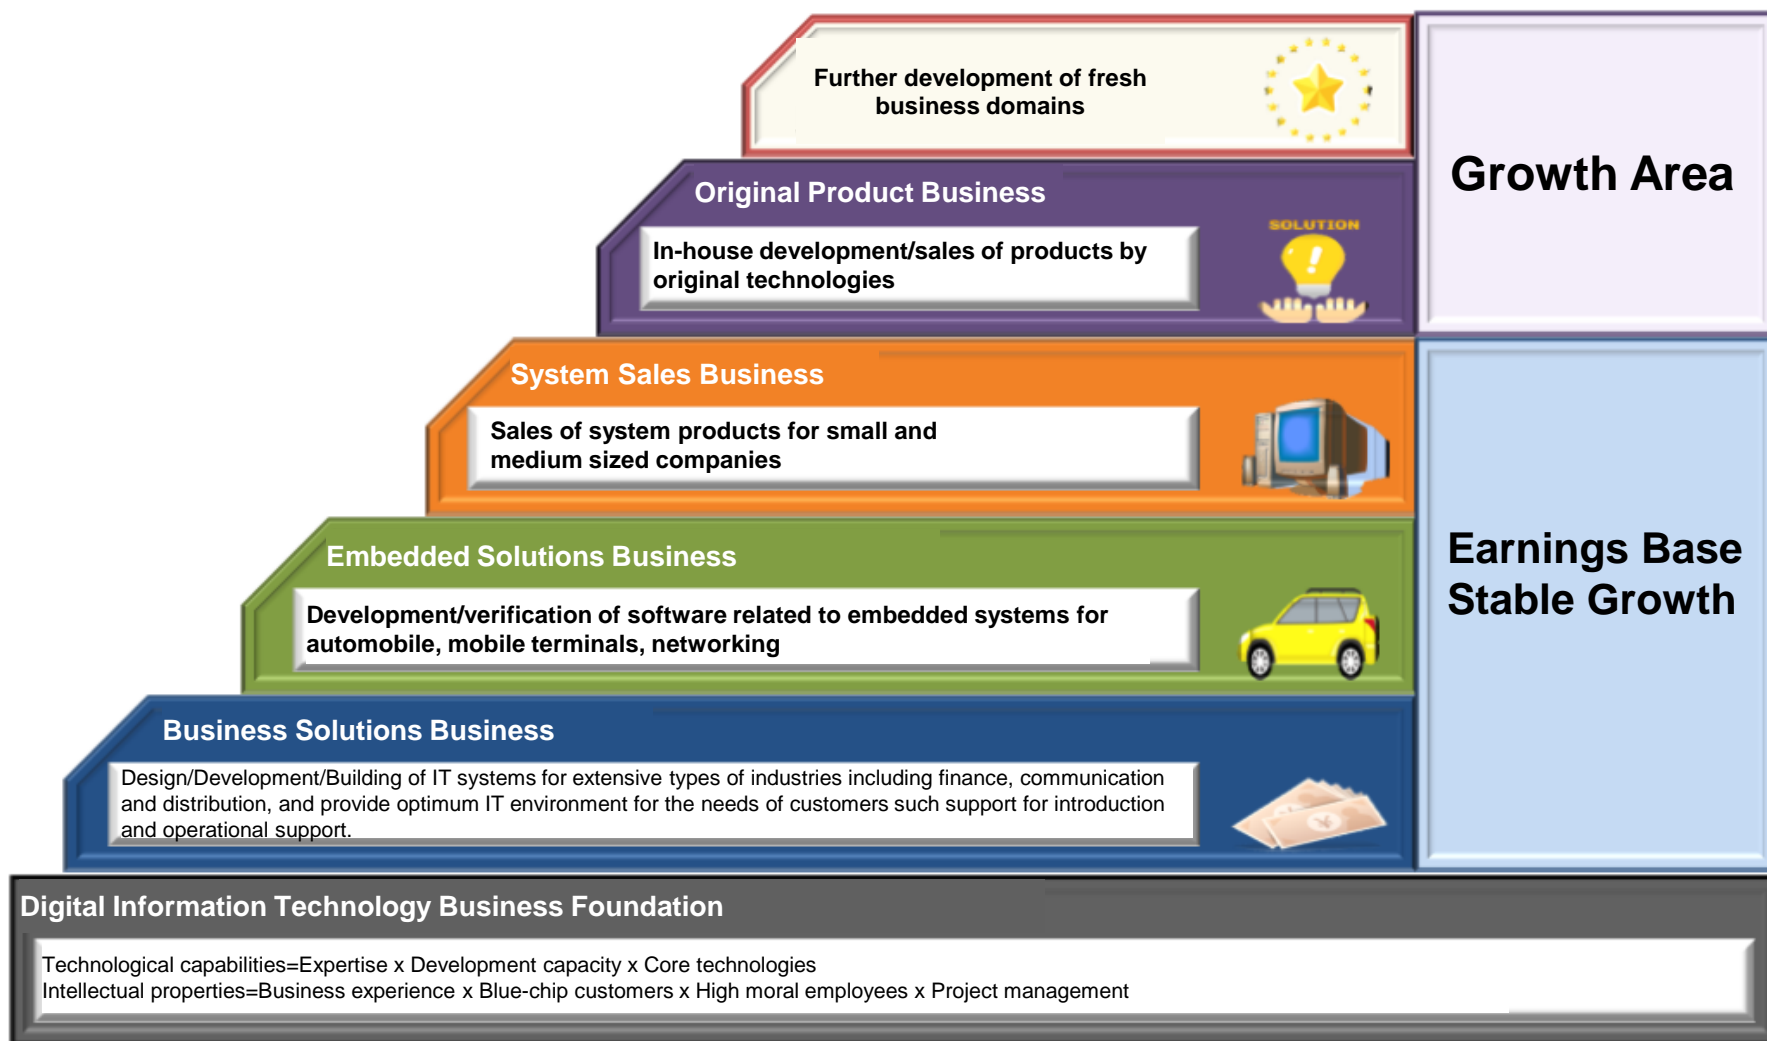 Further development of fresh
business domains
Growth Area
Original Product Business
SOLUTION
In-house development/sales of products by
original technologies
System Sales Business
Sales of system products for small and
medium sized companies
Earnings Base
Stable Growth
Embedded Solutions Business
Development/verification of software related to embedded systems for
automobile, mobile terminals, networking
Business Solutions Business
Design/Development/Building of IT systems for extensive types of industries including finance, communication
and distribution, and provide optimum IT environment for the needs of customers such support for introduction
and operational support.
¥
Digital Information Technology Business Foundation
Technological capabilities=Expertise x Development capacity x Core technologies
Intellectual properties=Business experience x Blue-chip customers x High moral employees x Project management